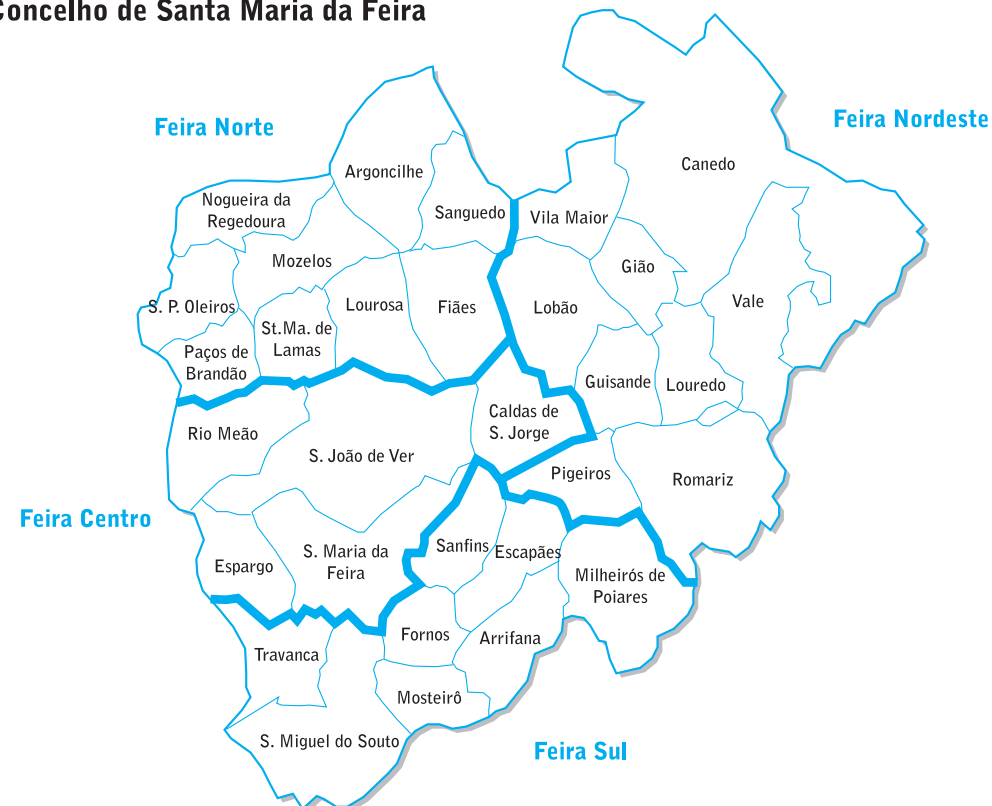 Concelho de Santa Maria da Feira
Feira Norte
Feira Nordeste
Argoncilhe
Canedo
Nogueira da
Regedoura
Sanguedo
Vila Maior
Mozelos
Gião
S. P. Oleiros
Lourosa
Fiães
Lobão
Vale
St.Ma. de
Lamas
Paços de
Brandão
Guisande
Louredo
Caldas de
S. Jorge
Rio Meão
S. João de Ver
Pigeiros
Romariz
Feira Centro
Sanfins
Escapães
S. Maria da
Feira
Espargo
Milheirós de
Poiares
Fornos
Arrifana
Travanca
Mosteirô
S. Miguel do Souto
Feira Sul